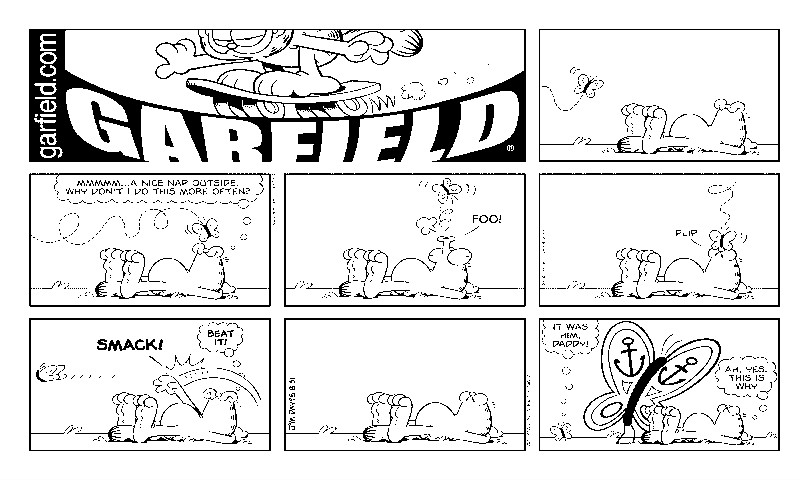 garfield.com
GARFIELD
®
MMMMM...A NICE NAP OUTSIDE.
WHY DON'T I DO THIS MORE OFTEN?
FOO!
FLIP
SMACK!
BEAT
IT!
IT WAS
HIM,
DADDY!
AH, YES.
THIS IS
WHY